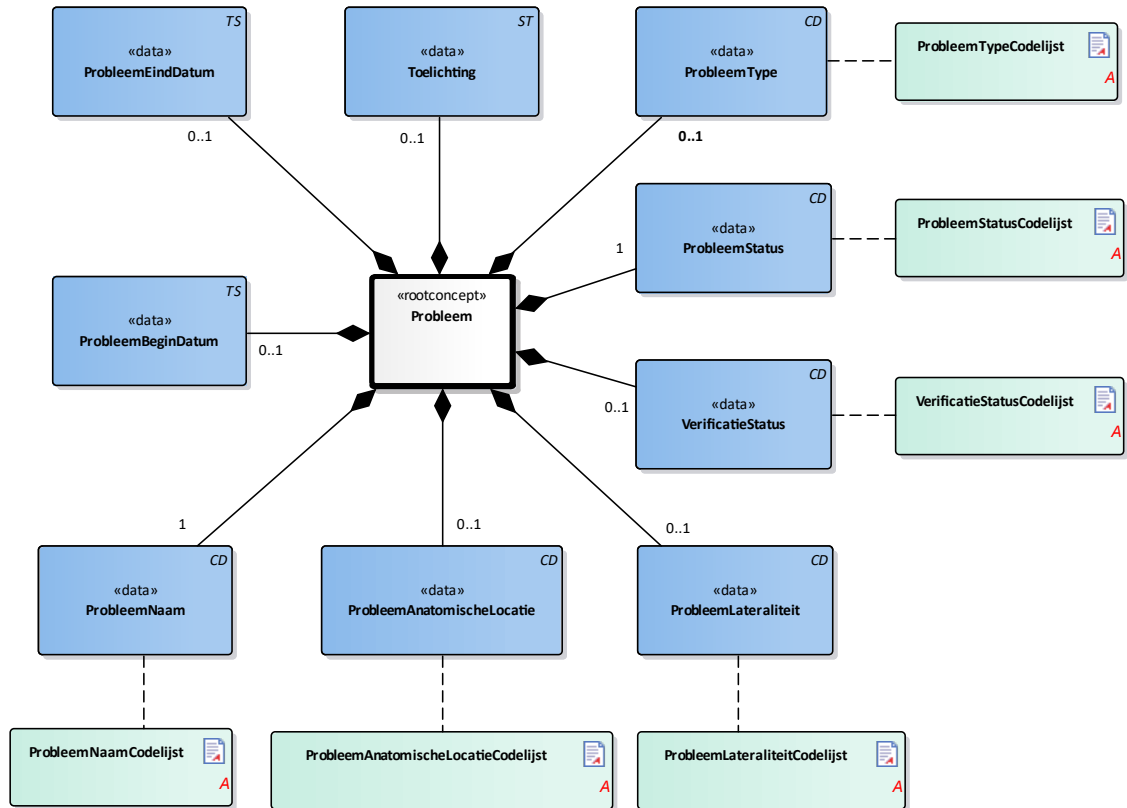 TS
«data»
ProbleemEindDatum
0..1
ST
«data»
Toelichting
0..1
CD
«data»
ProbleemType
0..1
ProbleemTypeCodelijst
A
CD
«data»
ProbleemStatus
1
ProbleemStatusCodelijst
A
TS
«data»
ProbleemBeginDatum
0..1
«rootconcept»
Probleem
CD
«data»
VerificatieStatus
0..1
VerificatieStatusCodelijst
A
1
CD
«data»
ProbleemNaam
0..1
CD
«data»
ProbleemAnatomischeLocatie
0..1
CD
«data»
ProbleemLateraliteit
ProbleemNaamCodelijst
A
ProbleemAnatomischeLocatieCodelijst
A
ProbleemLateraliteitCodelijst
A